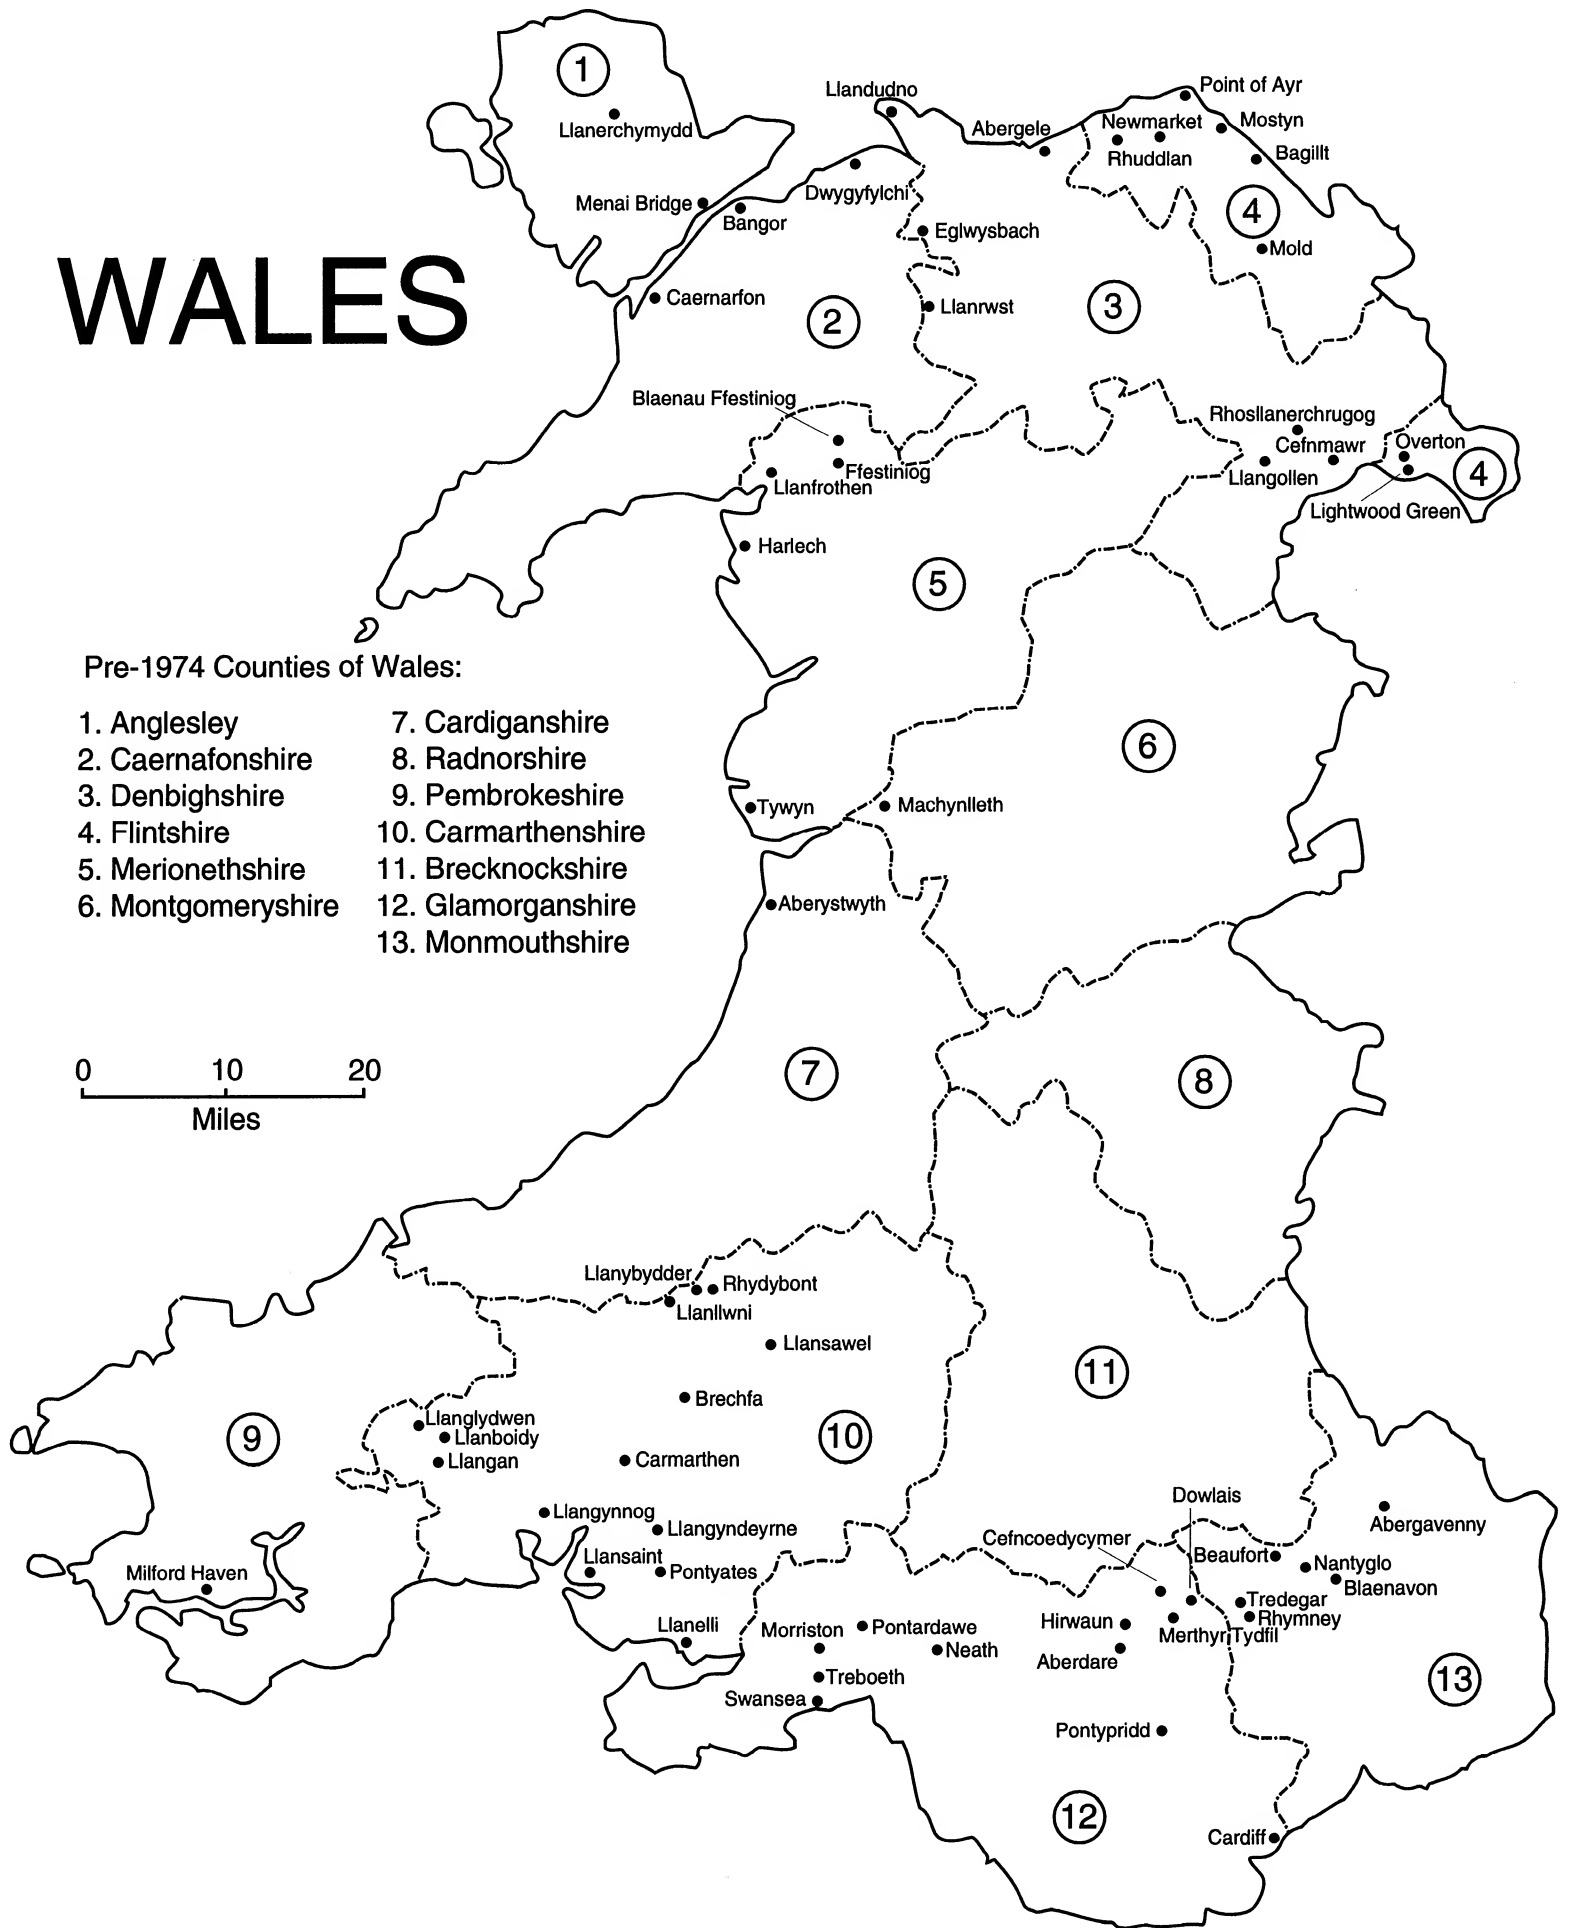 1
Llanerchymydd
Llandudno
Point of Ayr
Abergele
Newmarket
Mostyn
Rhuddlan
Bagillt
Dwygyfylchi
Menai Bridge
Bangor
4
Eglwysbach
Mold
WALES
Caernarfon
2
Llanrwst
3
Blaenau Ffestiniog
Rhosllanerchrugog
Cefnmawr
Overton
Ffestiniog
Llanfrothen
Llangollen
4
Lightwood Green
Harlech
5
Pre-1974 Counties of Wales:
1. Anglesley
2. Caernafonshire
3. Denbighshire
4. Flintshire
5. Merionethshire
6. Montgomeryshire
7. Cardiganshire
8. Radnorshire
9. Pembrokeshire
10. Carmarthenshire
11. Brecknockshire
12. Glamorganshire
13. Monmouthshire
6
Tywyn
Machynlleth
Aberystwyth
0 10 20
Miles
7
8
Llanybydder
Rhydybont
Llanllwni
Llansawel
11
Brechfa
Llanglydwen
9
Llanboidy
10
Llangan
Carmarthen
Dowlais
Llangynnog
Llangyndeyrne
Cefncoedycymer
Abergavenny
Llansaint
Beaufort
Milford Haven
Pontyates
Nantyglo
Blaenavon
Tredegar
Llanelli
Morriston
Pontardawe
Hirwaun
Rhymney
Merthyr Tydfil
Neath
Aberdare
Treboeth
13
Swansea
Pontypridd
12
Cardiff